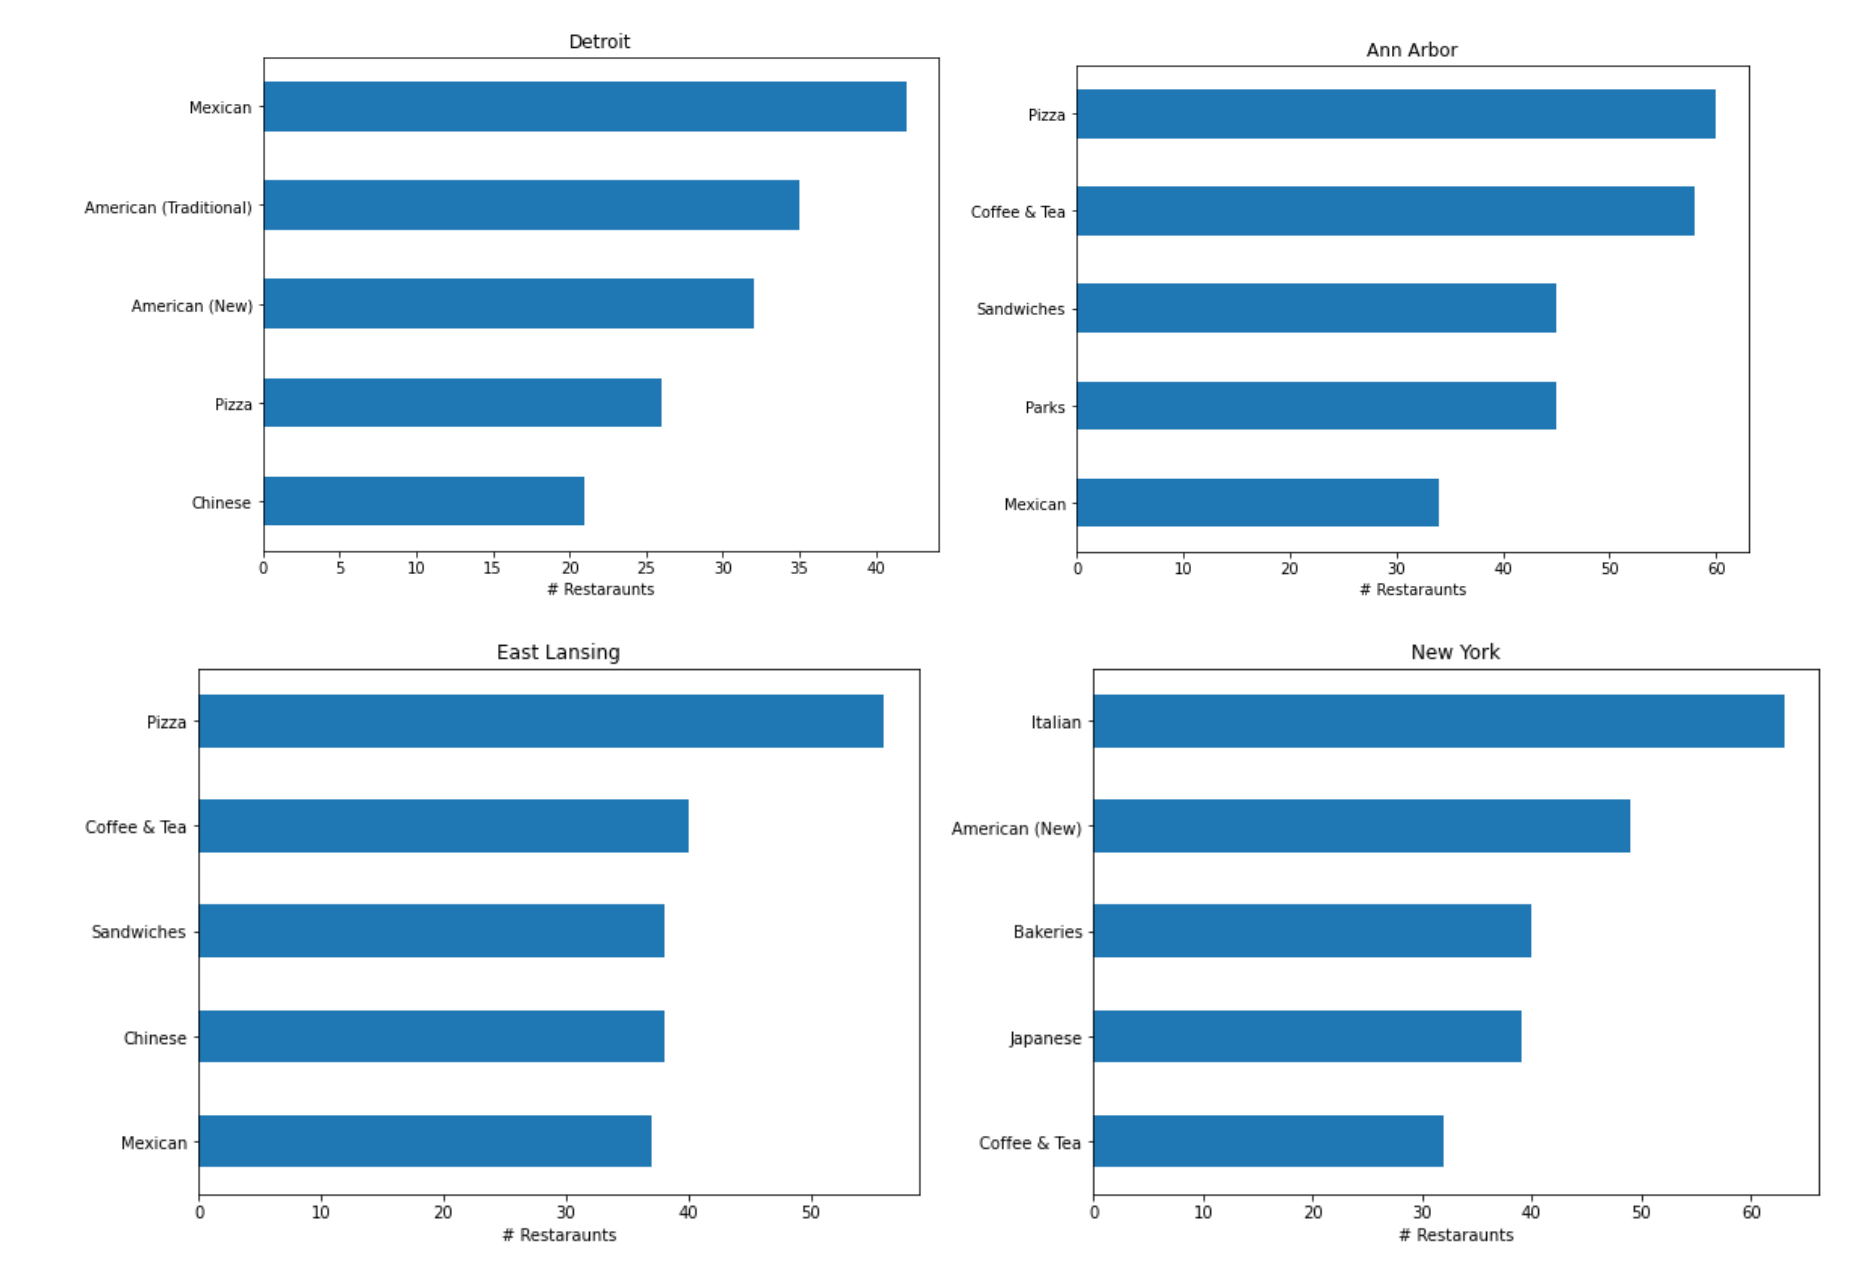 Detroit
Mexican
American (Traditional)
American (New)
Pizza
Chinese
0 5 10 15 20 25 30 35 40
# Restaraunts
Ann Arbor
Pizza
Coffee & Tea
Sandwiches
Parks
Mexican
0 10 20 30 40 50 60
# Restaraunts
East Lansing
Pizza
Coffee & Tea
Sandwiches
Chinese
Mexican
0 10 20 30 40 50
# Restaraunts
New York
Italian
American (New)
Bakeries
Japanese
Coffee & Tea
0 10 20 30 40 50 60
# Restaraunts